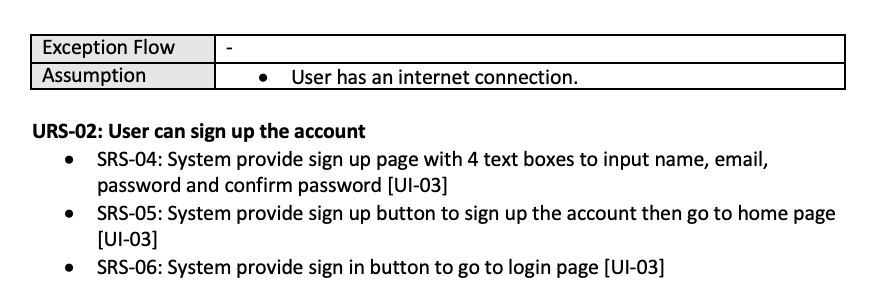 Exception Flow -
Assumption • User has an internet connection.
URS-02: User can sign up the account
• SRS-04: System provide sign up page with 4 text boxes to input name, email,
password and confirm password [UI-03]
• SRS-05: System provide sign up button to sign up the account then go to home page
[UI-03]
• SRS-06: System provide sign in button to go to login page [UI-03]